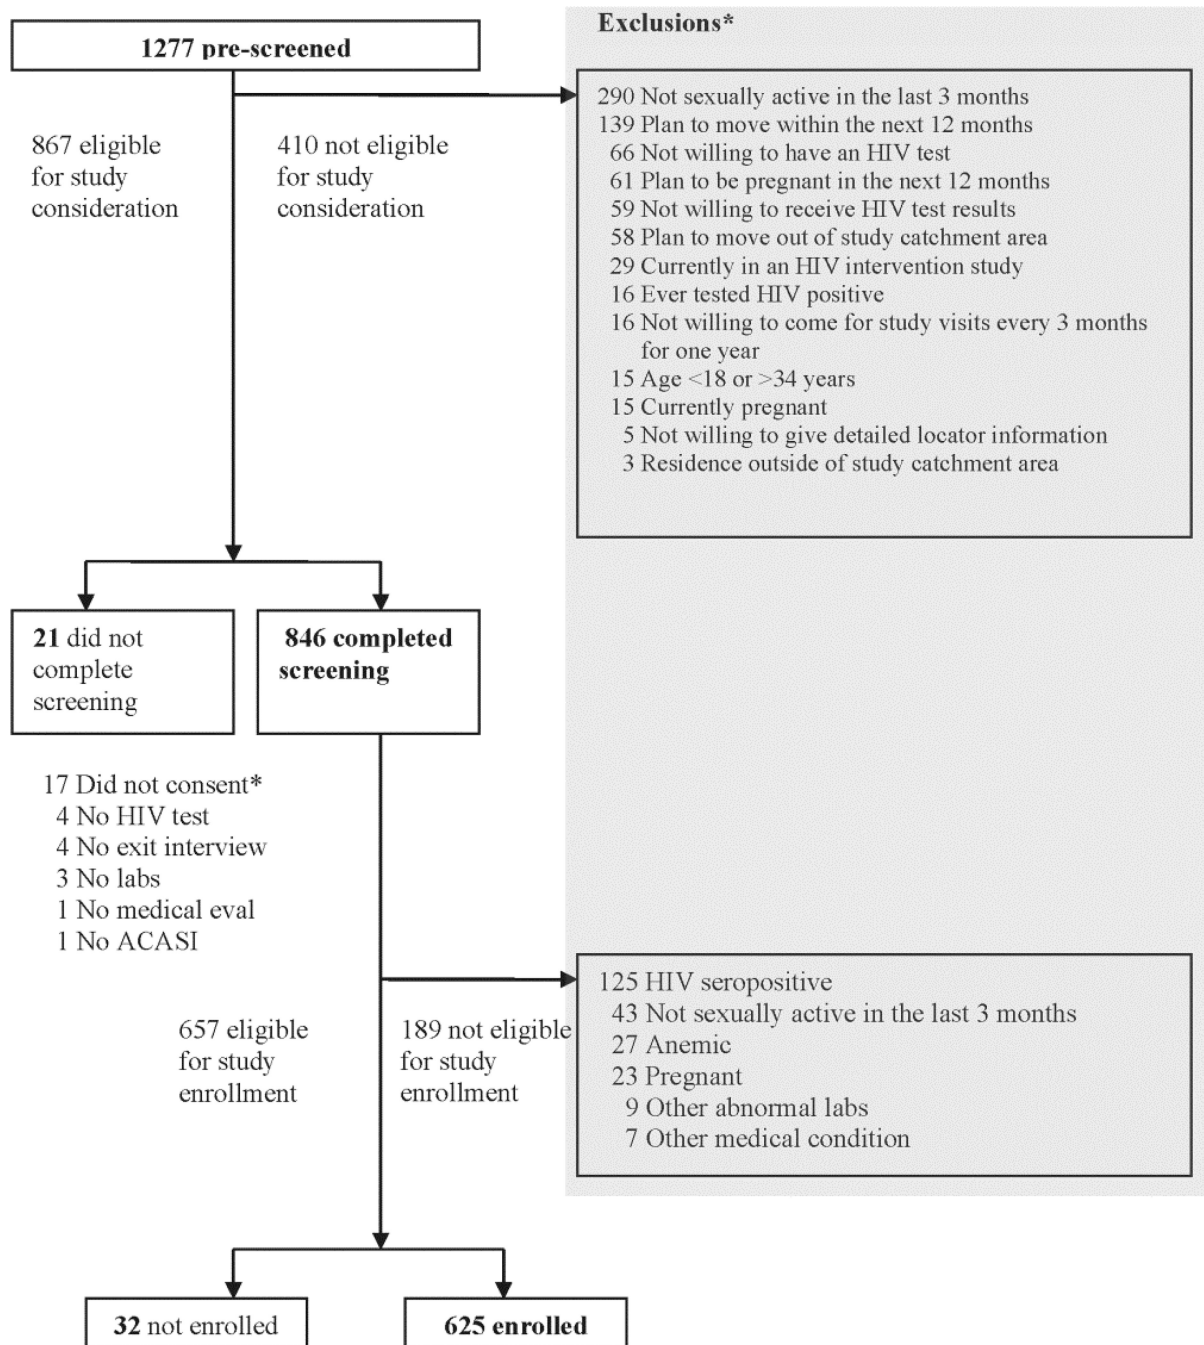 Exclusions*
1277 pre-screened
867 eligible
for study
consideration
410 not eligible
for study
consideration
290 Not sexually active in the last 3 months
139 Plan to move within the next 12 months
66 Not willing to have an HIV test
61 Plan to be pregnant in the next 12 months
59 Not willing to receive HIV test results
58 Plan to move out of study catchment area
29 Currently in an HIV intervention study
16 Ever tested HIV positive
16 Not willing to come for study visits every 3 months
for one year
15 Age <18 or >34 years
15 Currently pregnant
5 Not willing to give detailed locator information
3 Residence outside of study catchment area
21 did not
complete
screening
846 completed
screening
17 Did not consent*
4 No HIV test
4 No exit interview
3 No labs
1 No medical eval
1 No ACASI
657 eligible
for study
enrollment
189 not eligible
for study
enrollment
125 HIV seropositive
43 Not sexually active in the last 3 months
27 Anemic
23 Pregnant
9 Other abnormal labs
7 Other medical condition
32 not enrolled
625 enrolled